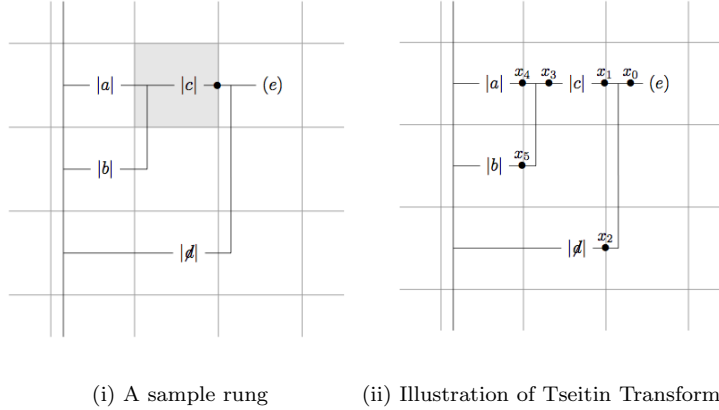 |a| |c| (e)
|b|
|d̸|
(i) A sample rung
x₄ x₃ x₁ x₀
|a| |c| (e)
x₅
|b|
x₂
|d̸|
(ii) Illustration of Tseitin Transform